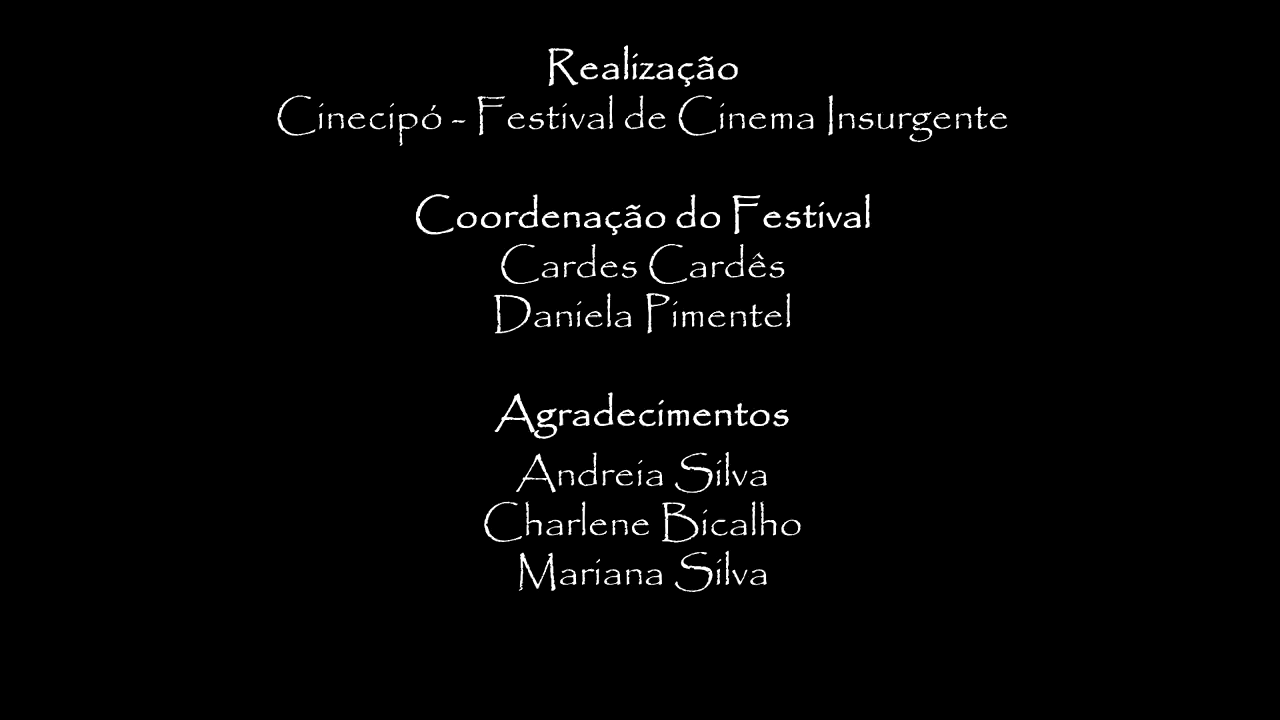 Realização
Cinecipó - Festival de Cinema Insurgente
Coordenação do Festival
Cardes Cardês
Daniela Pimentel
Agradecimentos
Andreia Silva
Charlene Bicalho
Mariana Silva